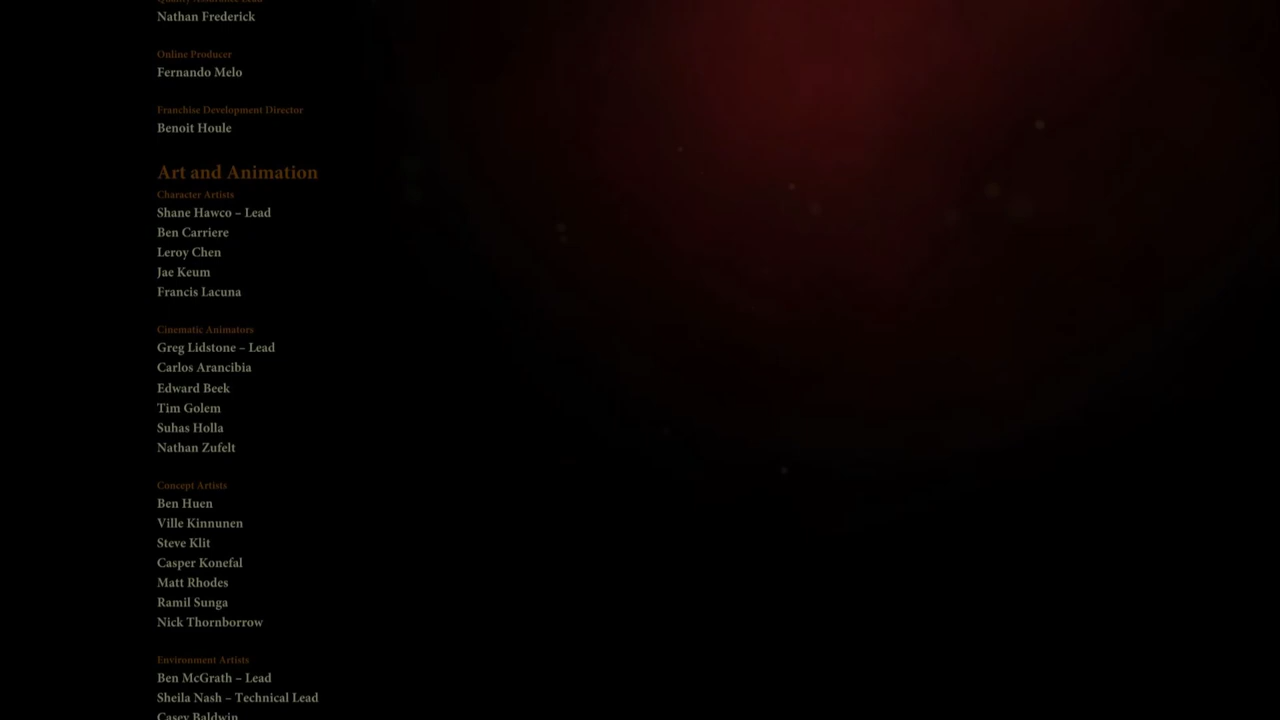 Quality Assurance Lead
Nathan Frederick
Online Producer
Fernando Melo
Franchise Development Director
Benoit Houle
Art and Animation
Character Artists
Shane Hawco – Lead
Ben Carriere
Leroy Chen
Jae Keum
Francis Lacuna
Cinematic Animators
Greg Lidstone – Lead
Carlos Arancibia
Edward Beek
Tim Golem
Suhas Holla
Nathan Zufelt
Concept Artists
Ben Huen
Ville Kinnunen
Steve Klit
Casper Konefal
Matt Rhodes
Ramil Sunga
Nick Thornborrow
Environment Artists
Ben McGrath – Lead
Sheila Nash – Technical Lead
Casey Baldwin